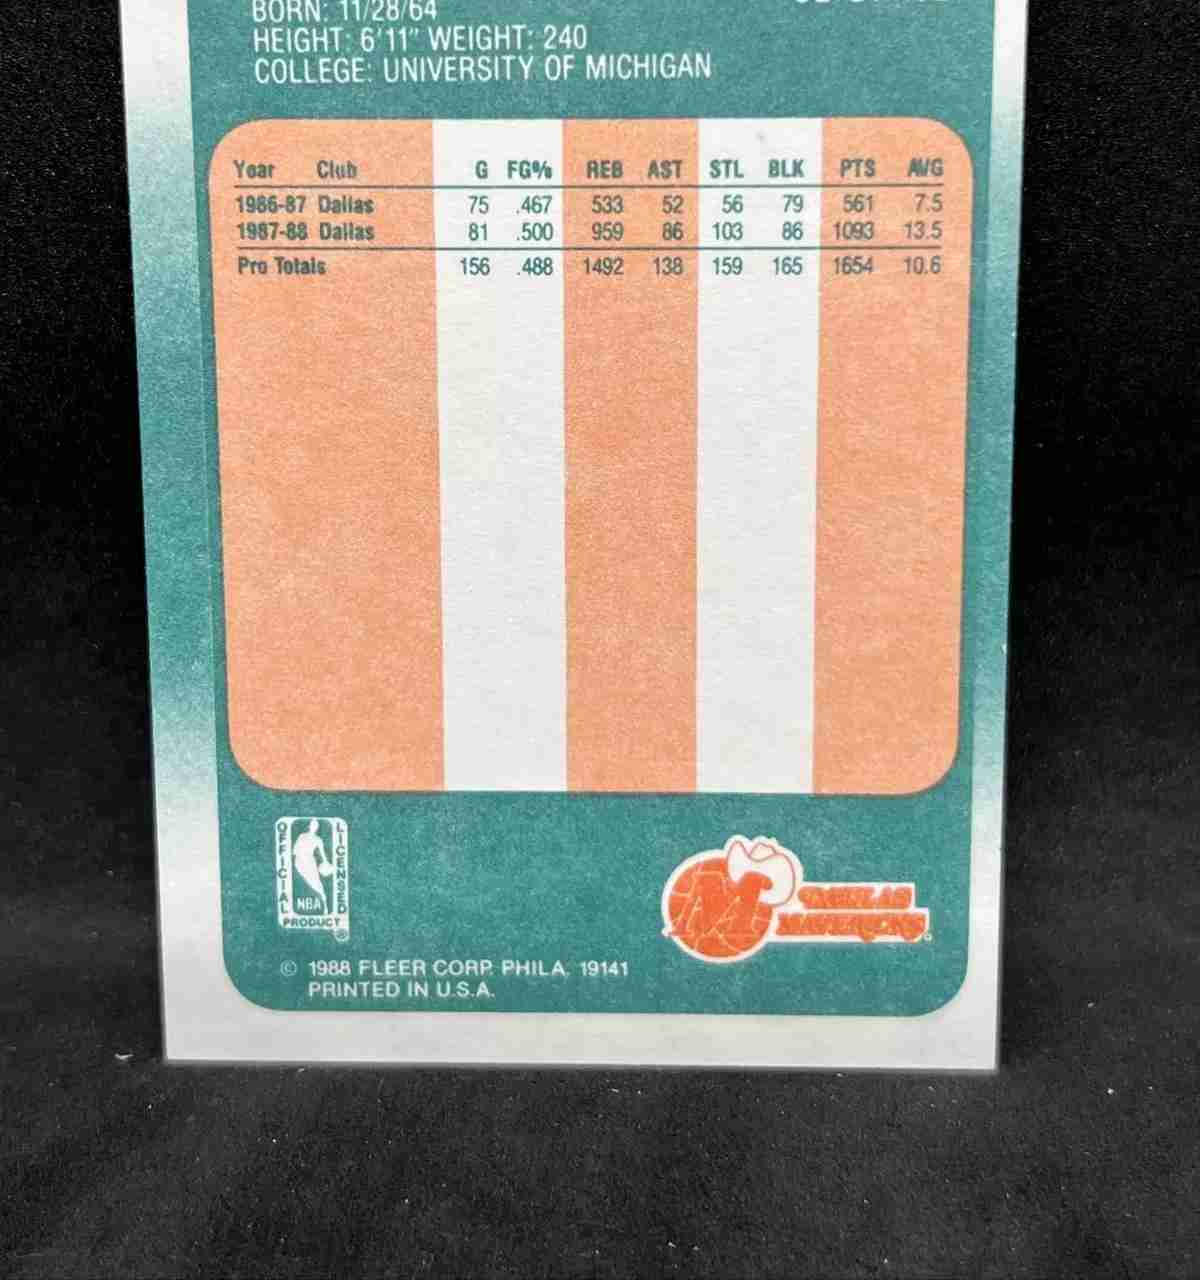 BORN: 11/28/64
HEIGHT: 6'11" WEIGHT: 240
COLLEGE: UNIVERSITY OF MICHIGAN
Year Club G FG% REB AST STL BLK PTS AVG
1986-87 Dallas 75 .467 533 52 56 79 561 7.5
1987-88 Dallas 81 .500 959 86 103 86 1093 13.5
Pro Totals 156 .488 1492 138 159 165 1654 10.6
OFFICIAL LICENSED
NBA
PRODUCT ®
M DALLAS
MAVERICKS
© 1988 FLEER CORP. PHILA. 19141
PRINTED IN U.S.A.